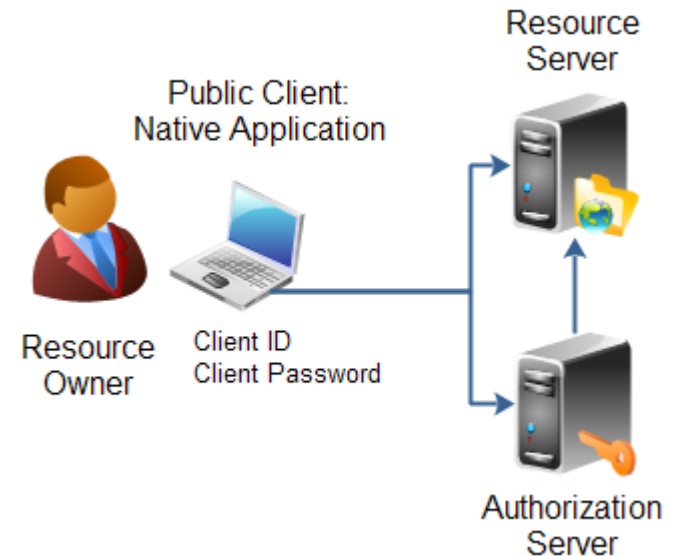 Resource
Server
Public Client:
Native Application
Resource
Owner
Client ID
Client Password
Authorization
Server